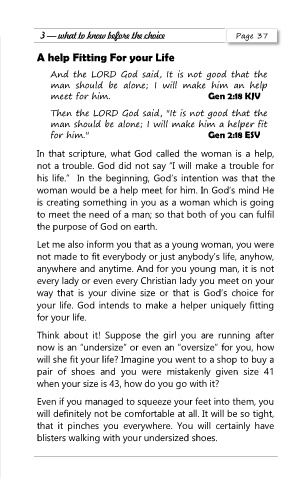 3 — what to know before the choice Page 37
A help Fitting For your Life
And the LORD God said, It is not good that the
man should be alone; I will make him an help
meet for him. Gen 2:18 KJV
Then the LORD God said, "It is not good that the
man should be alone; I will make him a helper fit
for him." Gen 2:18 ESV
In that scripture, what God called the woman is a help,
not a trouble. God did not say "I will make a trouble for
his life." In the beginning, God's intention was that the
woman would be a help meet for him. In God's mind He
is creating something in you as a woman which is going
to meet the need of a man; so that both of you can fulfil
the purpose of God on earth.
Let me also inform you that as a young woman, you were
not made to fit everybody or just anybody's life, anyhow,
anywhere and anytime. And for you young man, it is not
every lady or even every Christian lady you meet on your
way that is your divine size or that is God's choice for
your life. God intends to make a helper uniquely fitting
for your life.
Think about it! Suppose the girl you are running after
now is an "undersize" or even an "oversize" for you, how
will she fit your life? Imagine you went to a shop to buy a
pair of shoes and you were mistakenly given size 41
when your size is 43, how do you go with it?
Even if you managed to squeeze your feet into them, you
will definitely not be comfortable at all. It will be so tight,
that it pinches you everywhere. You will certainly have
blisters walking with your undersized shoes.